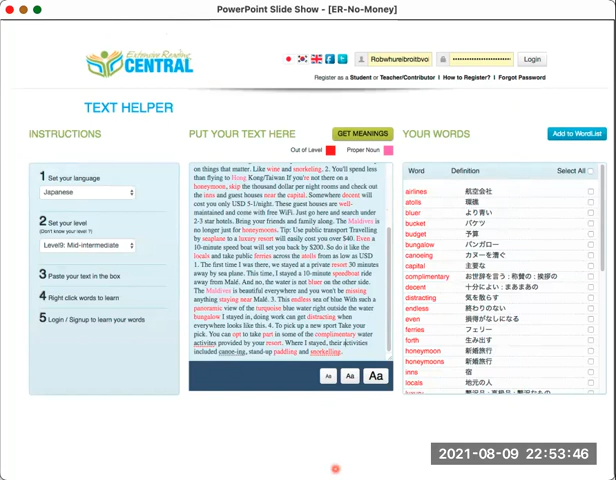 PowerPoint Slide Show - [ER-No-Money]
Extensive Reading
CENTRAL
Robwhureibroitbvo
Login
Register as a Student or Teacher/Contributor | How to Register? | Forgot Password
TEXT HELPER
INSTRUCTIONS
1 Set your language
Japanese
2 Set your level
(Don't know your level ?)
Level9: Mid-intermediate
3 Paste your text in the box
4 Right click words to learn
5 Login / Signup to learn your words
PUT YOUR TEXT HERE
GET MEANINGS
Out of Level
Proper Noun
on things that matter. Like wine and snorkeling. 2. You'll spend less
than flying to Hong Kong/Taiwan If you're not there on a
honeymoon, skip the thousand dollar per night rooms and check out
the inns and guest houses near the capital. Somewhere decent will
cost you only USD 5-1/night. These guest houses are well-
maintained and come with free WiFi. Just go here and search under
2-3 star hotels. Bring your friends and family along. The Maldives is
no longer just for honeymoons. Tip: Use public transport Travelling
by seaplane to a luxury resort will easily cost you over $40. Even a
10-minute speed boat will set you back by $200. So do it like the
locals and take public ferries across the atolls from as low as USD
1. The first time I was there, we stayed at a private resort 30 minutes
away by sea plane. This time, I stayed a 10-minute speedboat ride
away from Malé. And no, the water is not bluer on the other side.
The Maldives is beautiful everywhere and you won't be missing
anything staying near Malé. 3. This endless sea of blue With such a
panoramic view of the turquoise blue water right outside the water
bungalow I stayed in, doing work can get distracting when
everywhere looks like this. 4. To pick up a new sport Take your
pick. You can opt to take part in some of the complimentary water
activites provided by your resort. Where I stayed, their activities
included canoe-ing, stand-up paddling and snorkelling.
Aa Aa Aa
YOUR WORDS
Add to WordList
Word Definition Select All
airlines 航空会社
atolls 環礁
bluer より青い
bucket バケツ
budget 予算
bungalow バンガロー
canoeing カヌーを漕ぐ
capital 主要な
complimentary お世辞を言う : 称賛の : 挨拶の
decent 十分によい : まあまあの
distracting 気を散らす
endless 終わりのない
even 損得がなしになる
ferries フェリー
forth 生み出す
honeymoon 新婚旅行
honeymoons 新婚旅行
inns 宿
locals 地元の人
2021-08-09 22:53:46